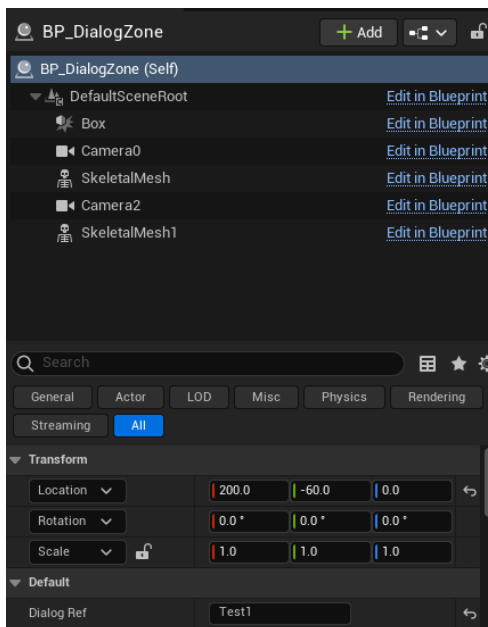 BP_DialogZone + Add
BP_DialogZone (Self)
DefaultSceneRoot Edit in Blueprint
Box Edit in Blueprint
Camera0 Edit in Blueprint
SkeletalMesh Edit in Blueprint
Camera2 Edit in Blueprint
SkeletalMesh1 Edit in Blueprint
Search
General Actor LOD Misc Physics Rendering
Streaming All
Transform
Location 200.0 -60.0 0.0
Rotation 0.0 ° 0.0 ° 0.0 °
Scale 1.0 1.0 1.0
Default
Dialog Ref Test1